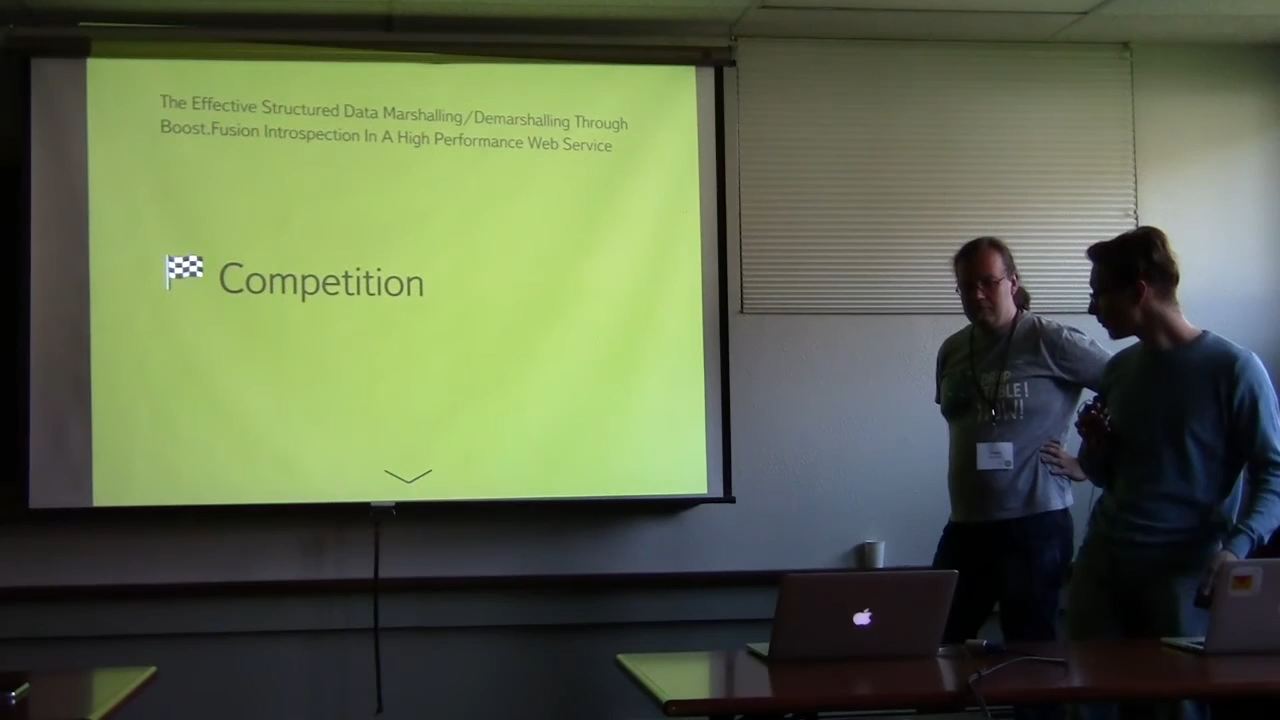 The Effective Structured Data Marshalling/Demarshalling Through
Boost.Fusion Introspection In A High Performance Web Service
Competition